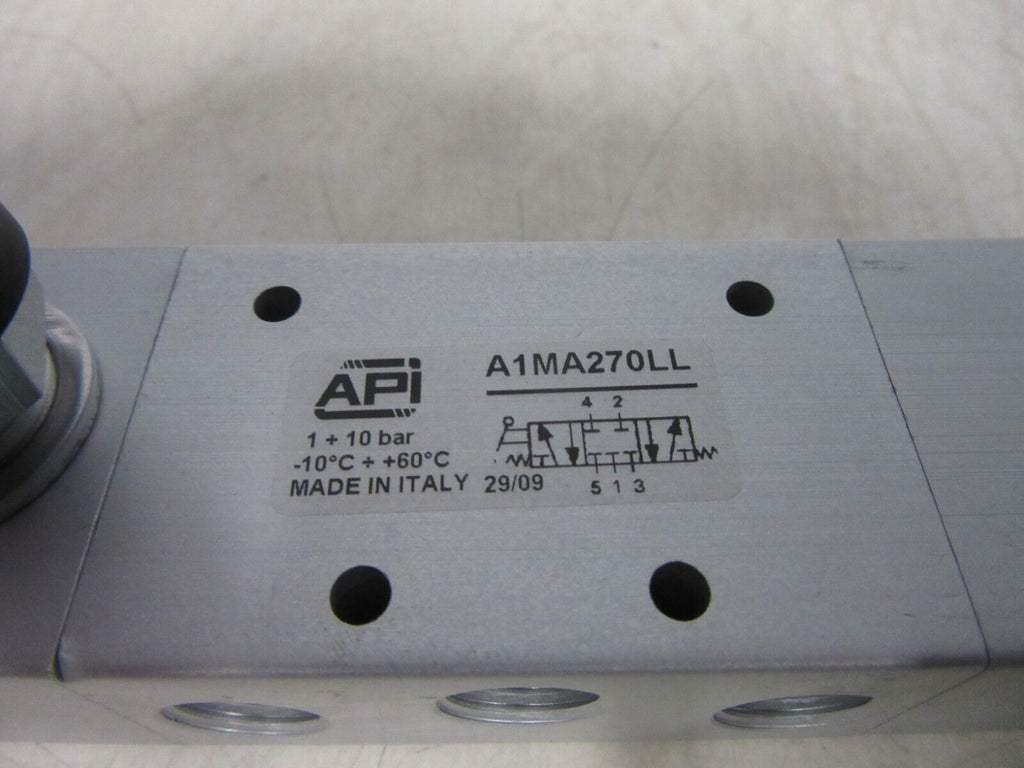 API
A1MA270LL
4 2
1 ÷ 10 bar
-10°C ÷ +60°C
MADE IN ITALY 29/09
5 1 3